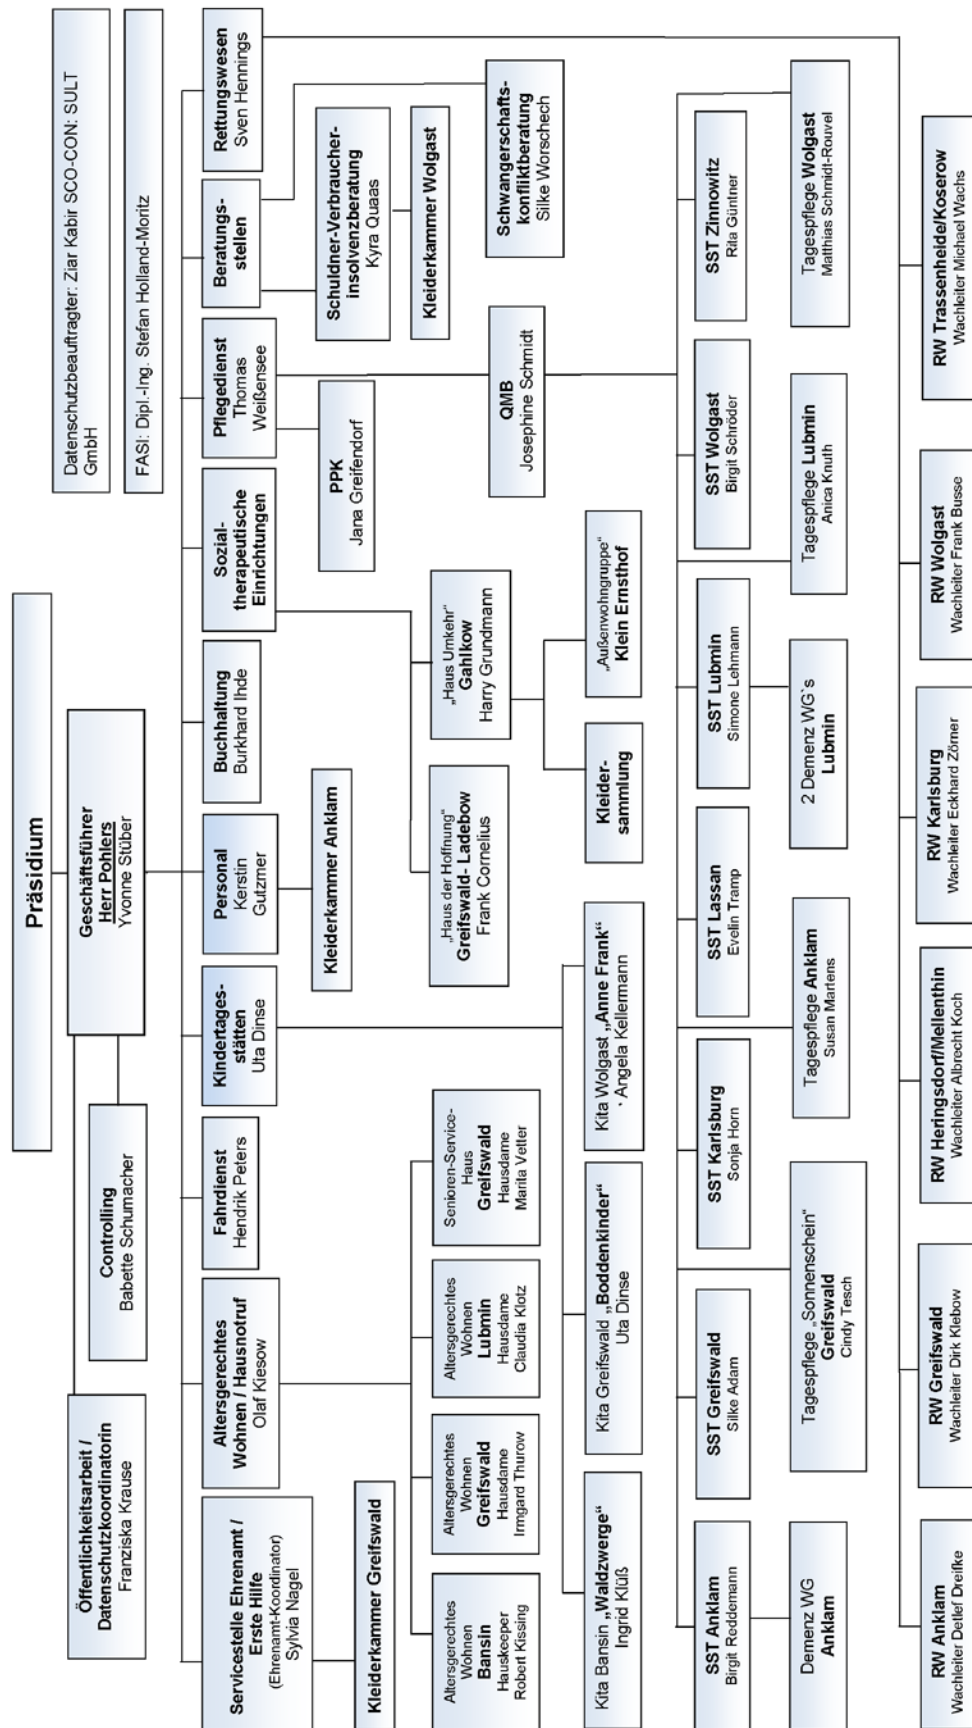 Präsidium
Geschäftsführer
Herr Pohlers
Yvonne Stüber
Datenschutzbeauftragter: Ziar Kabir SCO-CON: SULT
GmbH
FASI: Dipl.-Ing. Stefan Holland-Moritz
Öffentlichkeitsarbeit /
Datenschutzkoordinatorin
Franziska Krause
Controlling
Babette Schumacher
Servicestelle Ehrenamt /
Erste Hilfe
(Ehrenamt-Koordinator)
Sylvia Nagel
Altersgerechtes
Wohnen / Hausnotruf
Olaf Kiesow
Fahrdienst
Hendrik Peters
Kindertages-
stätten
Uta Dinse
Personal
Kerstin
Gutzmer
Buchhaltung
Burkhard Ihde
Sozial-
therapeutische
Einrichtungen
Pflegedienst
Thomas
Weißensee
Beratungs-
stellen
Rettungswesen
Sven Hennings
Kleiderkammer Greifswald
Kleiderkammer Anklam
PPK
Jana Greifendorf
Schuldner-Verbraucher-
insolvenzberatung
Kyra Quaas
Kleiderkammer Wolgast
Altersgerechtes
Wohnen
Bansin
Hauskeeper
Robert Kissing
Altersgerechtes
Wohnen
Greifswald
Hausdame
Irmgard Thurow
Altersgerechtes
Wohnen
Lubmin
Hausdame
Claudia Klotz
Senioren-Service-
Haus
Greifswald
Hausdame
Marita Vetter
„Haus der Hoffnung"
Greifswald- Ladebow
Frank Cornelius
„Haus Umkehr"
Gahlkow
Harry Grundmann
QMB
Josephine Schmidt
Schwangerschafts-
konfliktberatung
Silke Worschech
Kita Bansin „Waldzwerge"
Ingrid Klüß
Kita Greifswald „Boddenkinder"
Uta Dinse
Kita Wolgast „Anne Frank"
· Angela Kellermann
Kleider-
sammlung
„Außenwohngruppe"
Klein Ernsthof
SST Anklam
Birgit Reddemann
SST Greifswald
Silke Adam
SST Karlsburg
Sonja Horn
SST Lassan
Evelin Tramp
SST Lubmin
Simone Lehmann
SST Wolgast
Birgit Schröder
SST Zinnowitz
Rita Güntner
Demenz WG
Anklam
Tagespflege „Sonnenschein"
Greifswald
Cindy Tesch
Tagespflege Anklam
Susan Martens
2 Demenz WG`s
Lubmin
Tagespflege Lubmin
Anica Knuth
Tagespflege Wolgast
Matthias Schmidt-Rouvel
RW Anklam
Wachleiter Detlef Dreifke
RW Greifswald
Wachleiter Dirk Klebow
RW Heringsdorf/Mellenthin
Wachleiter Albrecht Koch
RW Karlsburg
Wachleiter Eckhard Zörner
RW Wolgast
Wachleiter Frank Busse
RW Trassenheide/Koserow
Wachleiter Michael Wachs